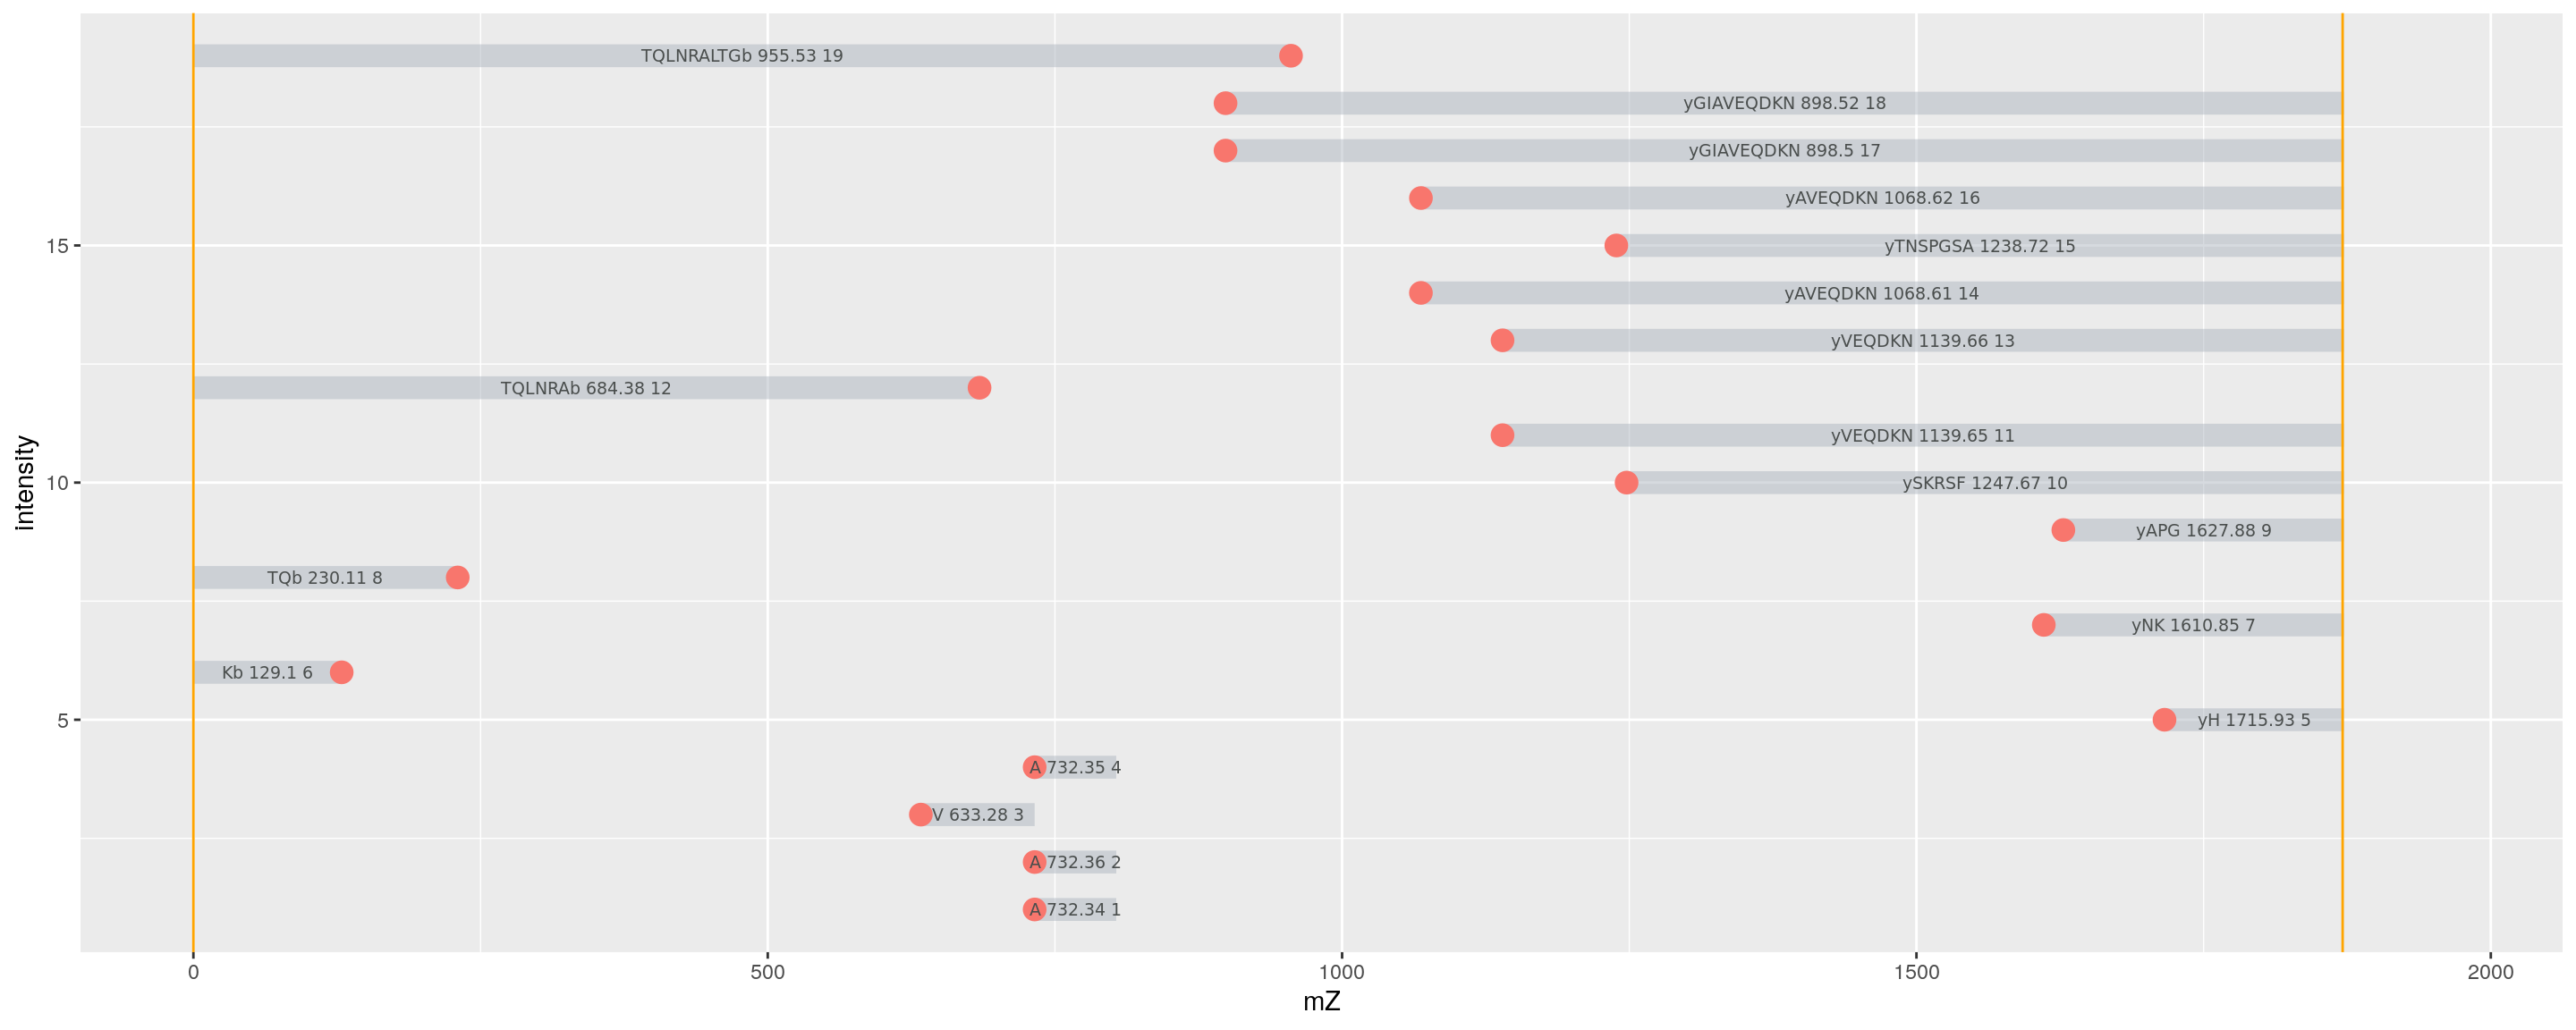 TQLNRALTGb 955.53 19
yGIAVEQDKN 898.52 18
yGIAVEQDKN 898.5 17
yAVEQDKN 1068.62 16
15
yTNSPGSA 1238.72 15
yAVEQDKN 1068.61 14
yVEQDKN 1139.66 13
TQLNRAb 684.38 12
yVEQDKN 1139.65 11
intensity
10
ySKRSF 1247.67 10
yAPG 1627.88 9
TQb 230.11 8
yNK 1610.85 7
Kb 129.1 6
5
yH 1715.93 5
A 732.35 4
V 633.28 3
A 732.36 2
A 732.34 1
0
500
1000
1500
2000
mZ